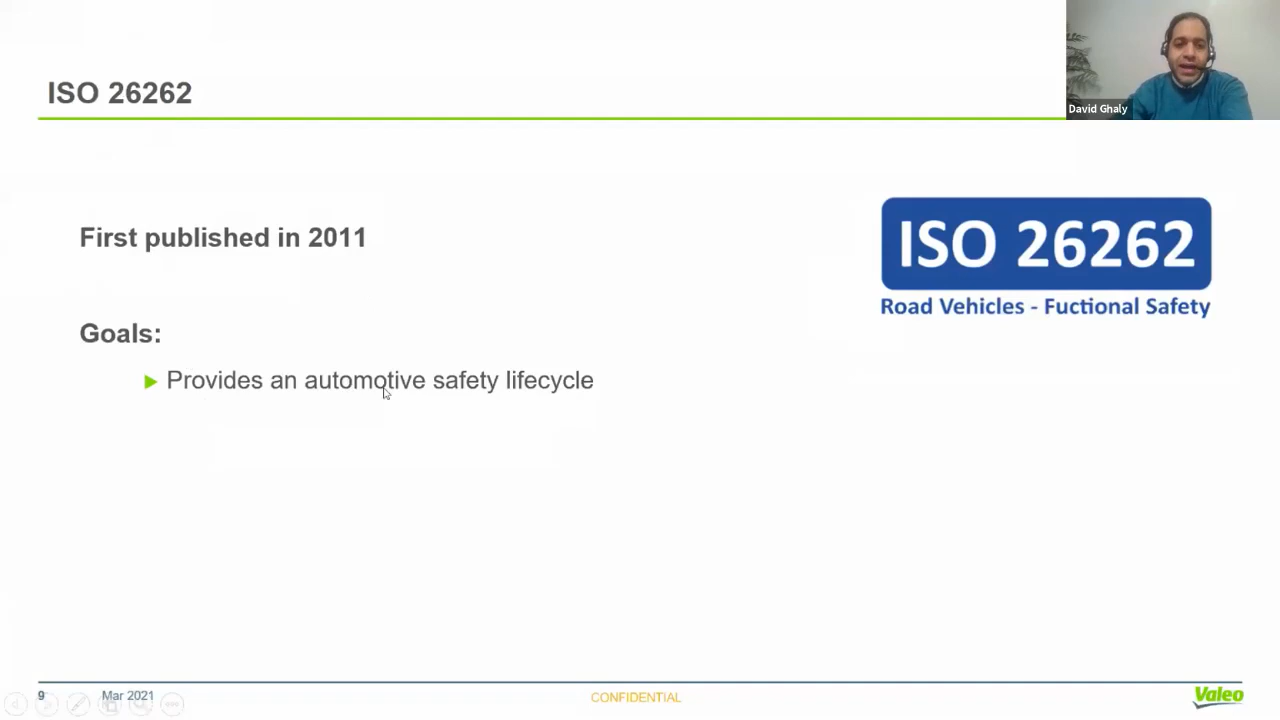 ISO 26262
David Ghaly
First published in 2011
ISO 26262
Road Vehicles - Fuctional Safety
Goals:
Provides an automotive safety lifecycle
9
Mar 2021
CONFIDENTIAL
Valeo